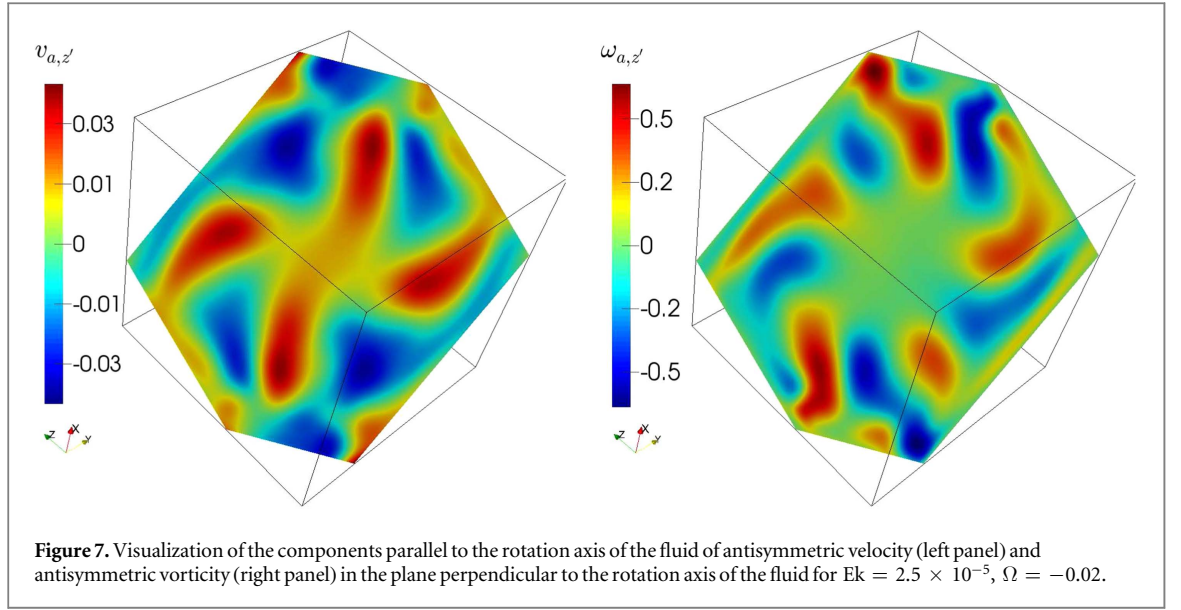 v_{a,z'}
0.03
0.01
0
-0.01
-0.03
Z X Y
ω_{a,z'}
0.5
0.2
0
-0.2
-0.5
Z X Y
Figure 7. Visualization of the components parallel to the rotation axis of the fluid of antisymmetric velocity (left panel) and
antisymmetric vorticity (right panel) in the plane perpendicular to the rotation axis of the fluid for Ek = 2.5 × 10⁻⁵, Ω = −0.02.